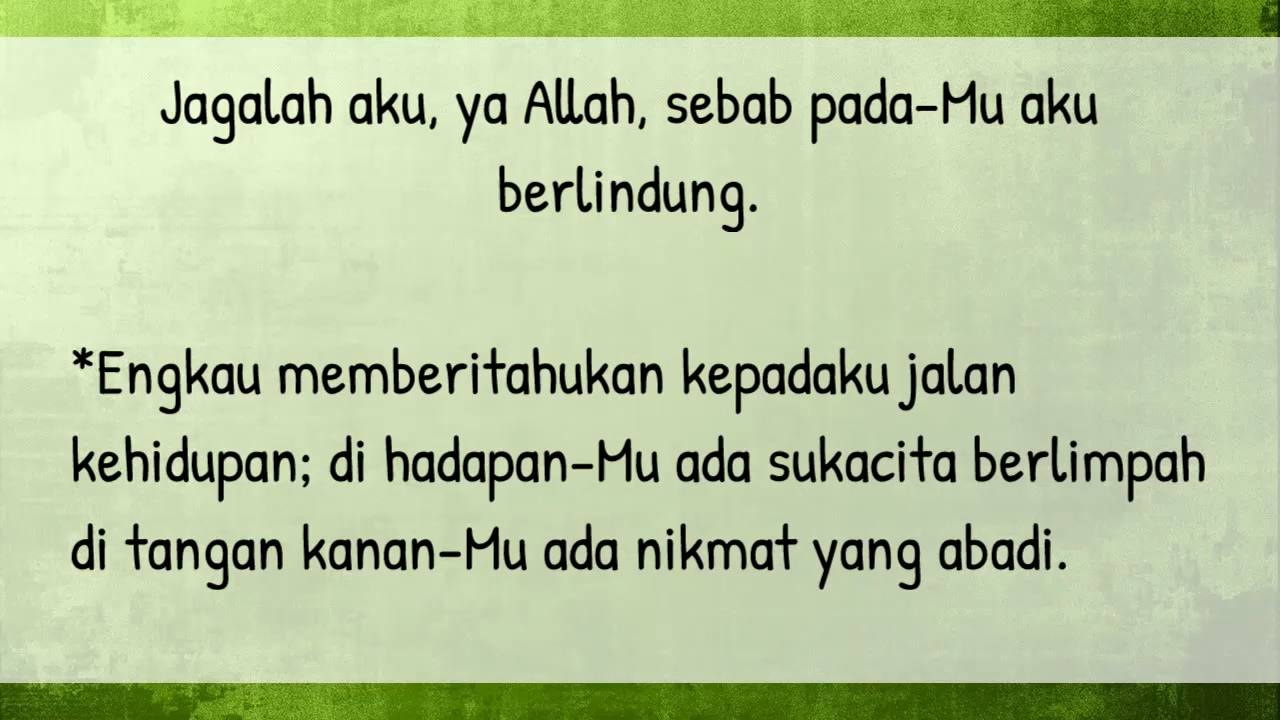 Jagalah aku, ya Allah, sebab pada-Mu aku
berlindung.
*Engkau memberitahukan kepadaku jalan
kehidupan; di hadapan-Mu ada sukacita berlimpah
di tangan kanan-Mu ada nikmat yang abadi.